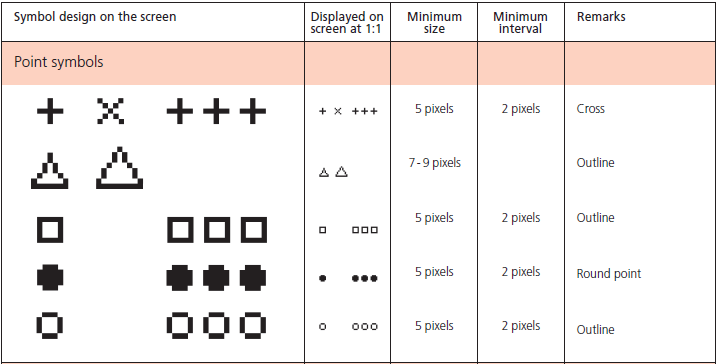 Symbol design on the screen
Displayed on
screen at 1:1
Minimum
size
Minimum
interval
Remarks
Point symbols
5 pixels
2 pixels
Cross
7-9 pixels
Outline
5 pixels
2 pixels
Outline
5 pixels
2 pixels
Round point
5 pixels
2 pixels
Outline